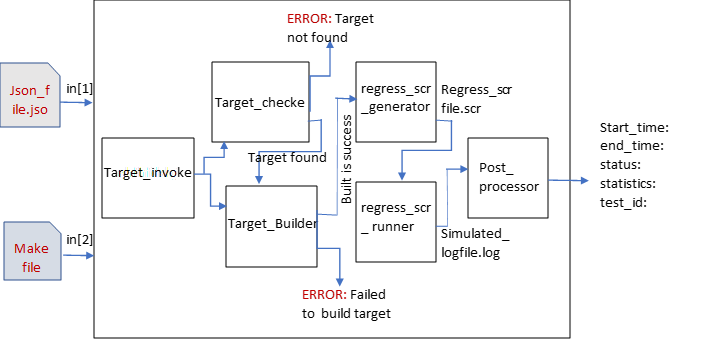 ERROR: Target
not found
Json_f
ile.jso
in[1]
Target_checke
regress_scr
_generator
Regress_scr
file.scr
Target_invoke
Target found
Built is success
Post_
processor
Start_time:
end_time:
status:
statistics:
test_id:
Make
file
in[2]
Target_Builder
regress_scr
_ runner
Simulated_
logfile.log
ERROR: Failed
to build target